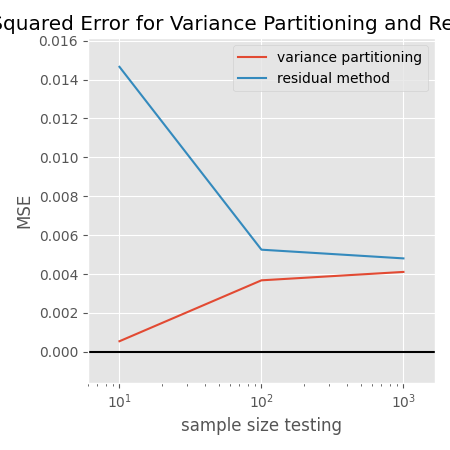 Squared Error for Variance Partitioning and Re
0.016
0.014
0.012
0.010
0.008
0.006
0.004
0.002
0.000
MSE
variance partitioning
residual method
10¹
10²
10³
sample size testing